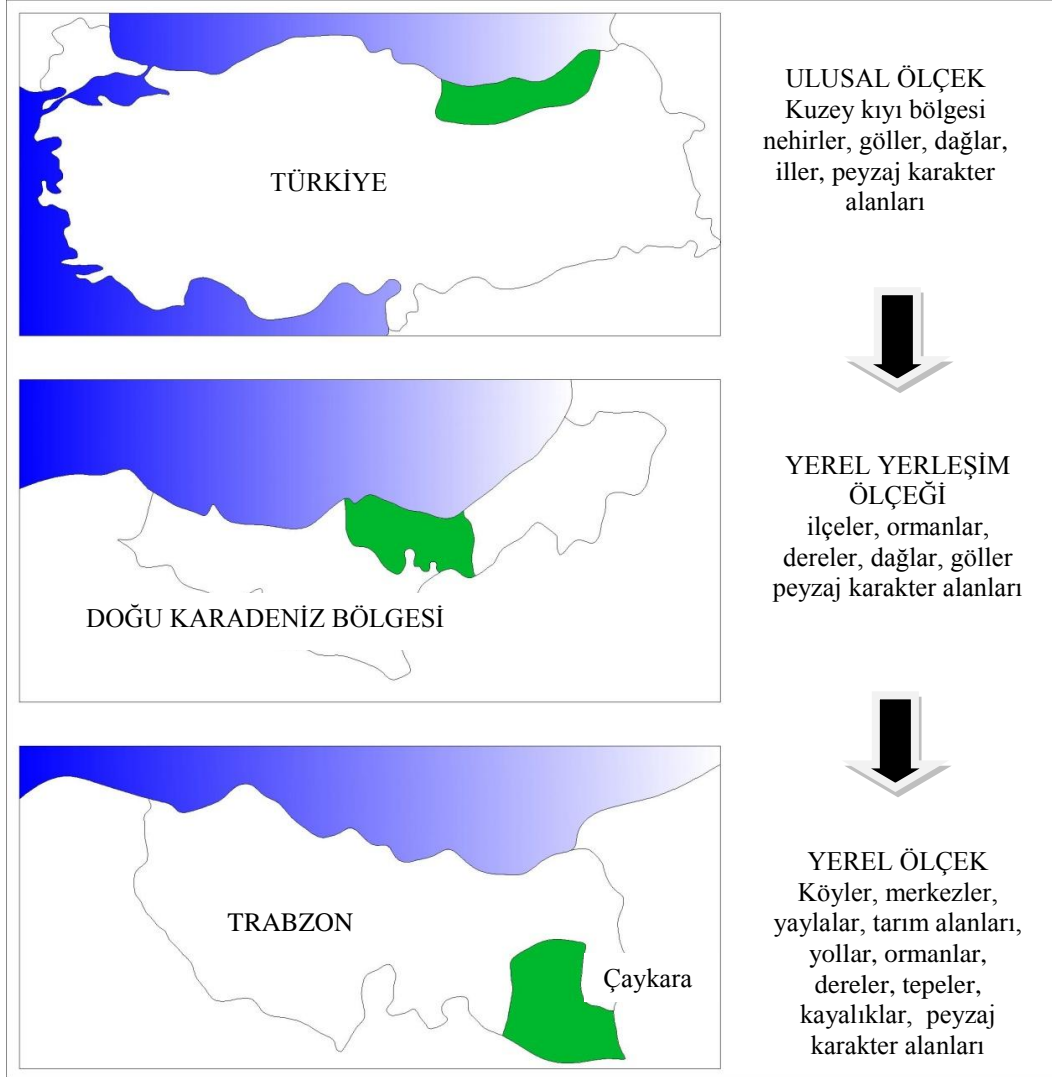 TÜRKİYE
ULUSAL ÖLÇEK
Kuzey kıyı bölgesi
nehirler, göller, dağlar,
iller, peyzaj karakter
alanları
DOĞU KARADENİZ BÖLGESİ
YEREL YERLEŞİM
ÖLÇEĞİ
ilçeler, ormanlar,
dereler, dağlar, göller
peyzaj karakter alanları
TRABZON
Çaykara
YEREL ÖLÇEK
Köyler, merkezler,
yaylalar, tarım alanları,
yollar, ormanlar,
dereler, tepeler,
kayalıklar, peyzaj
karakter alanları